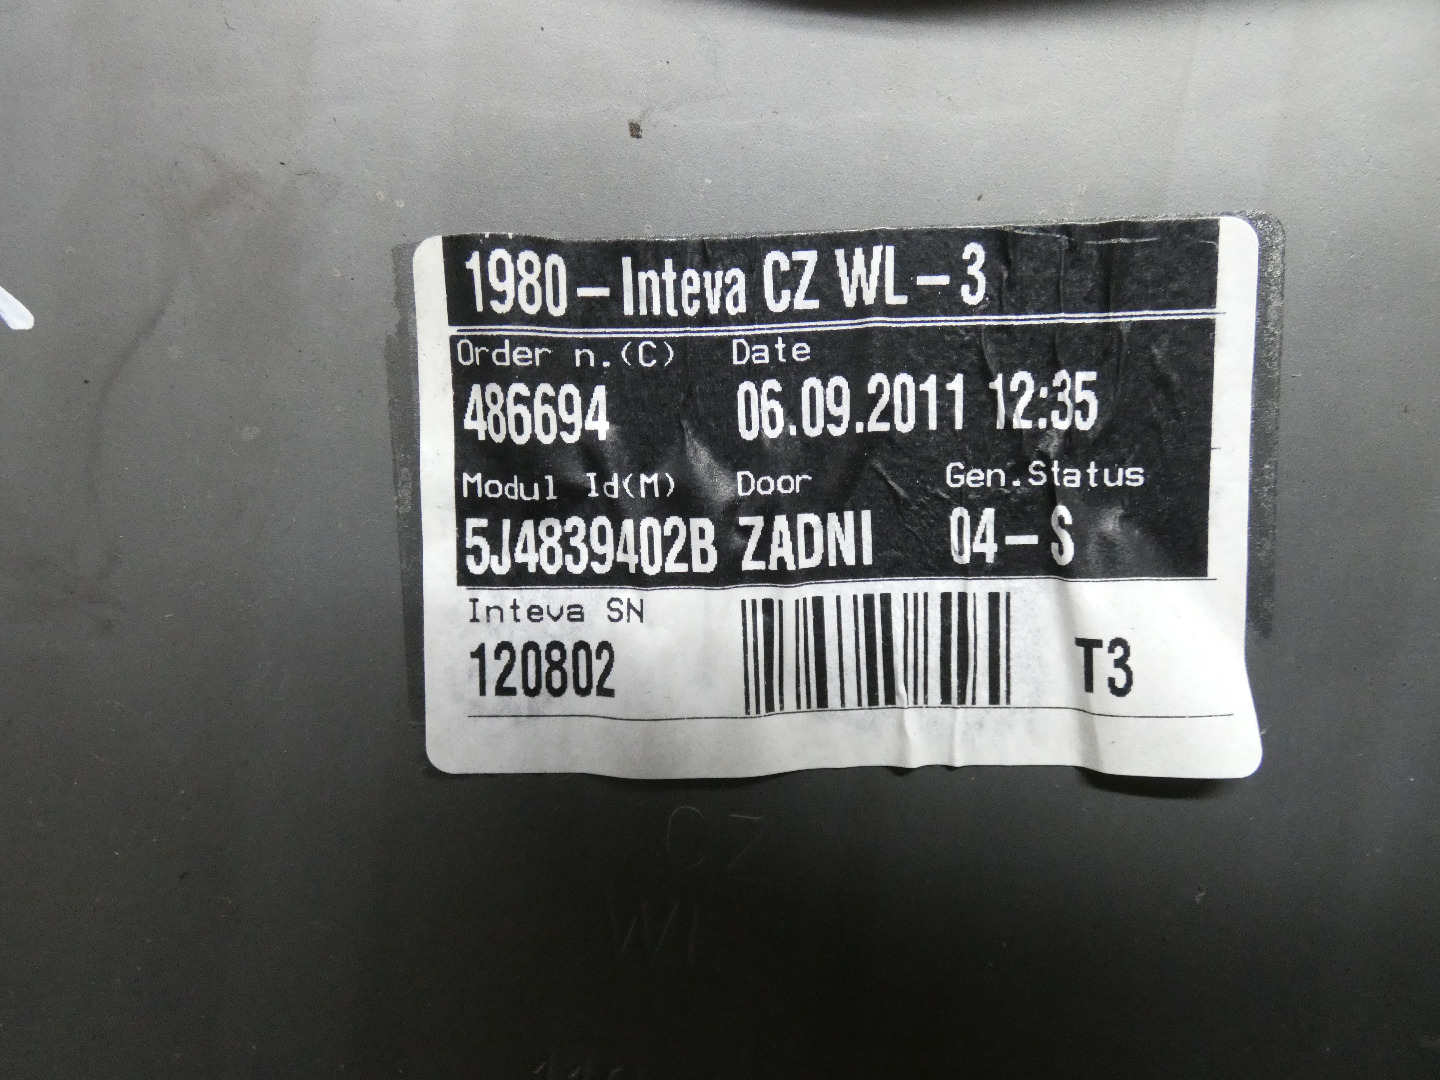 1980 - Inteva CZ WL - 3
Order n.(C) Date
486694 06.09.2011 12:35
Modul Id(M) Door Gen.Status
5J4839402B ZADNI 04 - S
Inteva SN
120802 T3
CZ